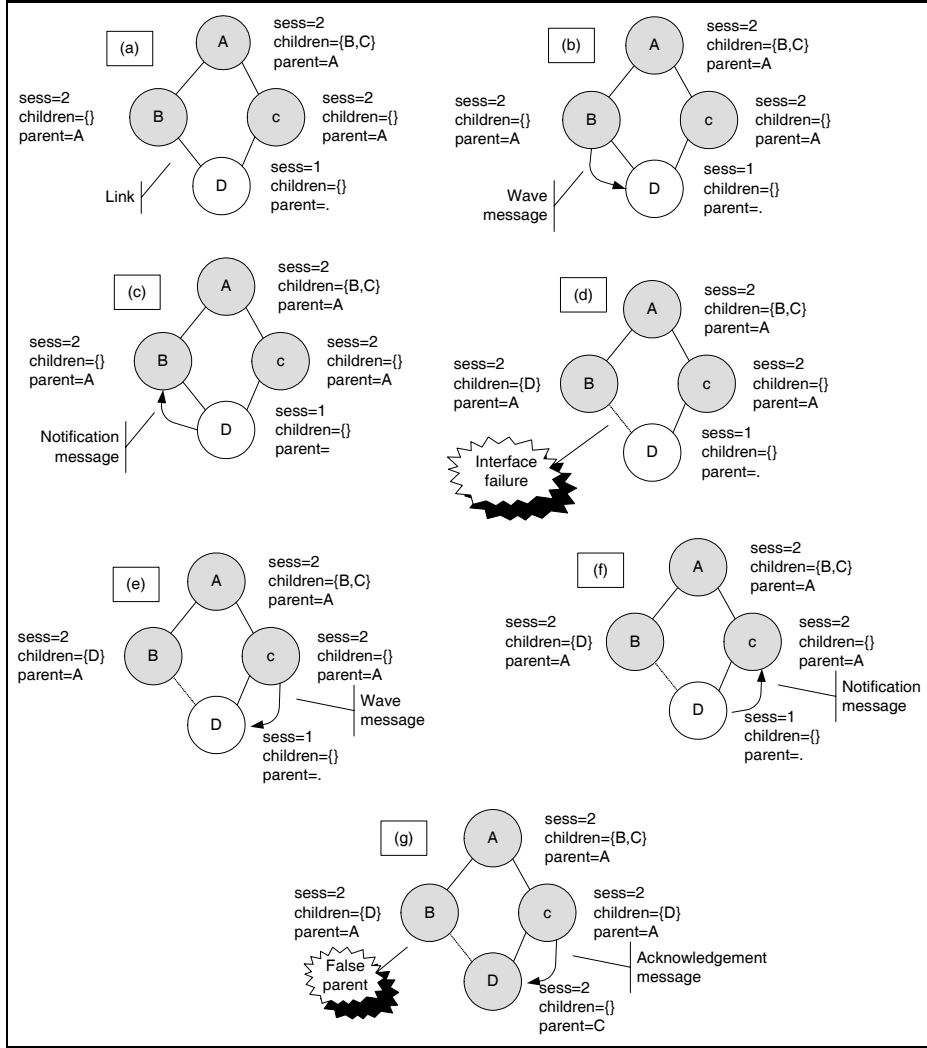 (a)
A
sess=2
children={B,C}
parent=A
sess=2
children={}
parent=A
B
c
sess=2
children={}
parent=A
Link
D
sess=1
children={}
parent=.
(b)
A
sess=2
children={B,C}
parent=A
sess=2
children={}
parent=A
B
c
sess=2
children={}
parent=A
Wave
message
D
sess=1
children={}
parent=.
(c)
A
sess=2
children={B,C}
parent=A
sess=2
children={}
parent=A
B
c
sess=2
children={}
parent=A
Notification
message
D
sess=1
children={}
parent=
(d)
A
sess=2
children={B,C}
parent=A
sess=2
children={D}
parent=A
B
c
sess=2
children={}
parent=A
Interface
failure
D
sess=1
children={}
parent=.
(e)
A
sess=2
children={B,C}
parent=A
sess=2
children={D}
parent=A
B
c
sess=2
children={}
parent=A
Wave
message
D
sess=1
children={}
parent=.
(f)
A
sess=2
children={B,C}
parent=A
sess=2
children={D}
parent=A
B
c
sess=2
children={}
parent=A
Notification
message
D
sess=1
children={}
parent=.
(g)
A
sess=2
children={B,C}
parent=A
sess=2
children={D}
parent=A
B
c
sess=2
children={D}
parent=A
False
parent
D
Acknowledgement
message
sess=2
children={}
parent=C